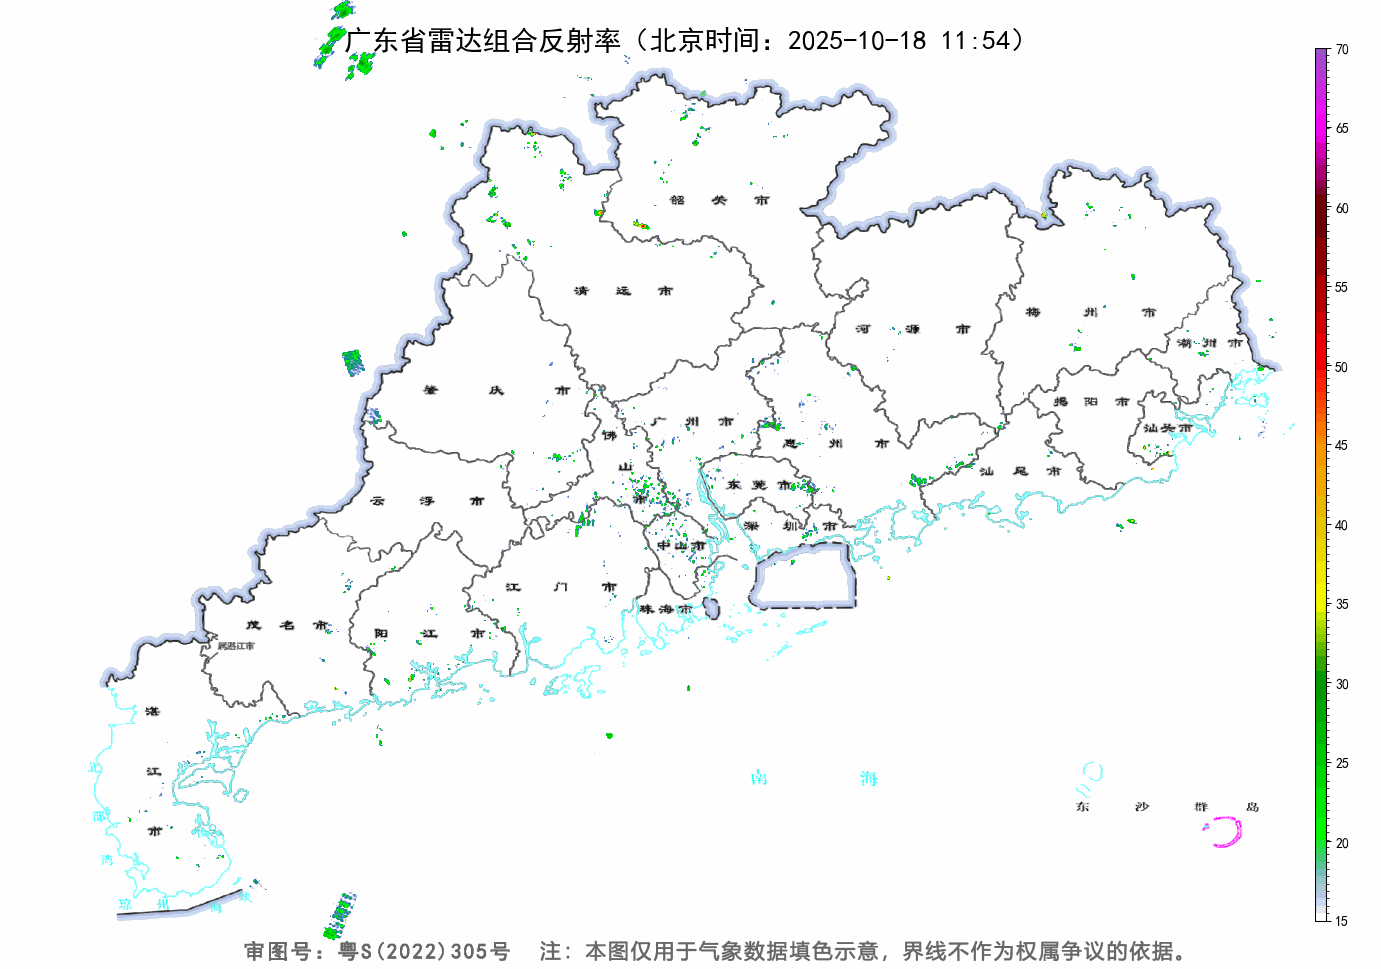 广东省雷达组合反射率（北京时间：2025-10-18 11:54）
70
65
60
55
50
45
40
35
30
25
20
15
韶关市
清远市
河源市
梅州市
潮州市
肇庆市
广州市
揭阳市
汕头市
佛山市
惠州市
汕尾市
云浮市
东莞市
深圳市
中山市
江门市
珠海市
茂名市
阳江市
属湛江市
湛江市
南海
东沙群岛
北部湾
琼州海峡
审图号：粤S(2022)305号 注：本图仅用于气象数据填色示意，界线不作为权属争议的依据。